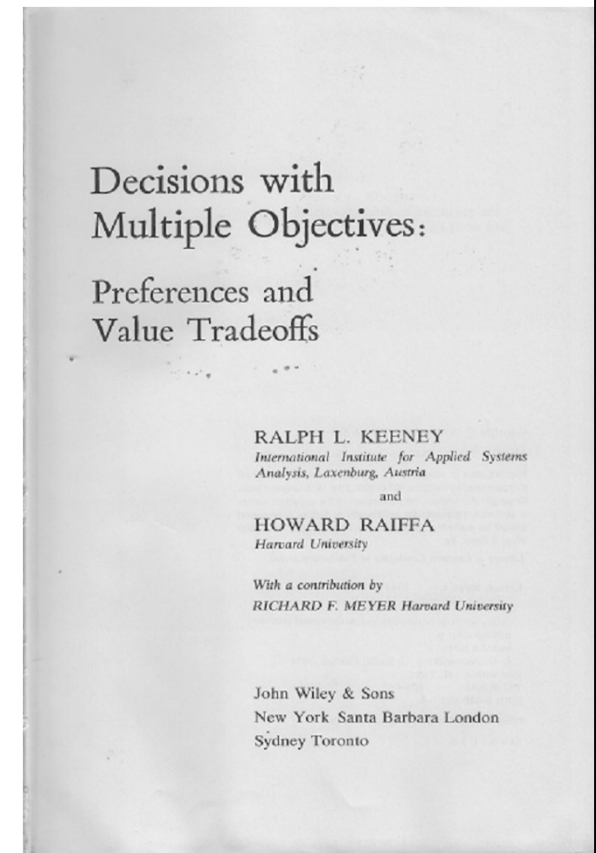 Decisions with
Multiple Objectives:
Preferences and
Value Tradeoffs
RALPH L. KEENEY
International Institute for Applied Systems
Analysis, Laxenburg, Austria
and
HOWARD RAIFFA
Harvard University
With a contribution by
RICHARD F. MEYER Harvard University
John Wiley & Sons
New York Santa Barbara London
Sydney Toronto